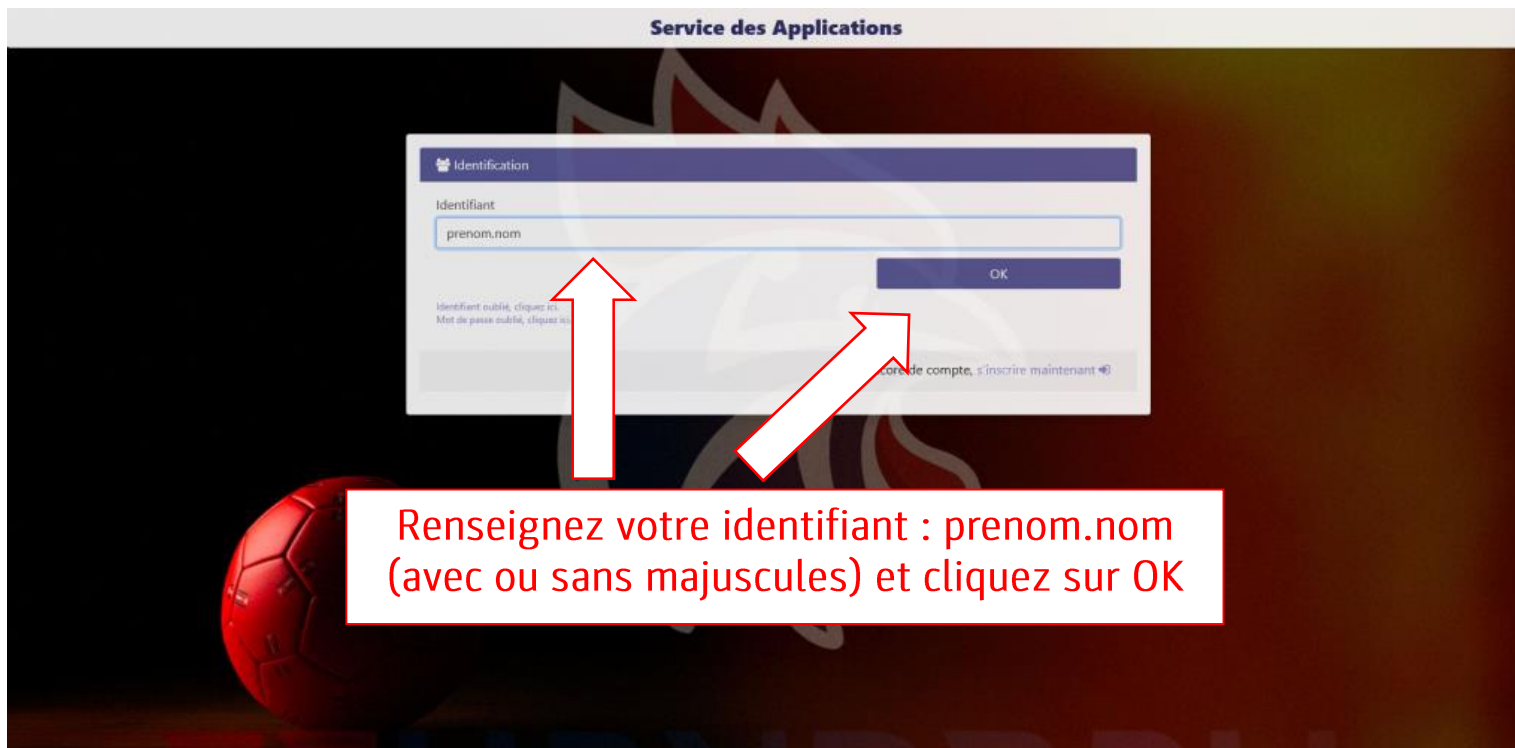 Service des Applications
Identification
Identifiant
prenom.nom
OK
Identifiant oublié, cliquez ici.
Mot de passe oublié, cliquez ici
de compte, s'inscrire maintenant
Renseignez votre identifiant : prenom.nom
(avec ou sans majuscules) et cliquez sur OK